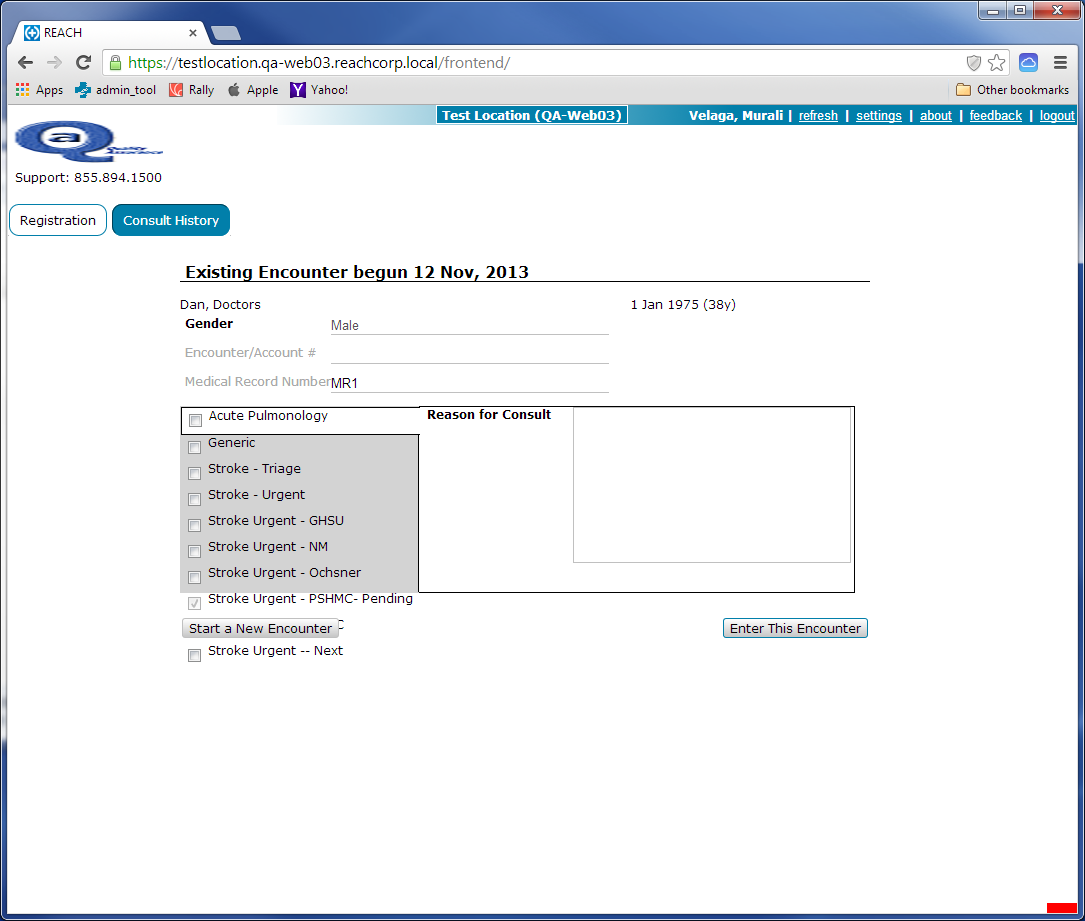 REACH
https://testlocation.qa-web03.reachcorp.local/frontend/
Apps admin_tool Rally Apple Yahoo! Other bookmarks
Test Location (QA-Web03) Velaga, Murali | refresh | settings | about | feedback | logout
Qa Quality Assurance
Support: 855.894.1500
Registration Consult History
Existing Encounter begun 12 Nov, 2013
Dan, Doctors 1 Jan 1975 (38y)
Gender Male
Encounter/Account #
Medical Record Number MR1
Acute Pulmonology Reason for Consult
Generic
Stroke - Triage
Stroke - Urgent
Stroke Urgent - GHSU
Stroke Urgent - NM
Stroke Urgent - Ochsner
Stroke Urgent - PSHMC- Pending
Start a New Encounter C Enter This Encounter
Stroke Urgent -- Next